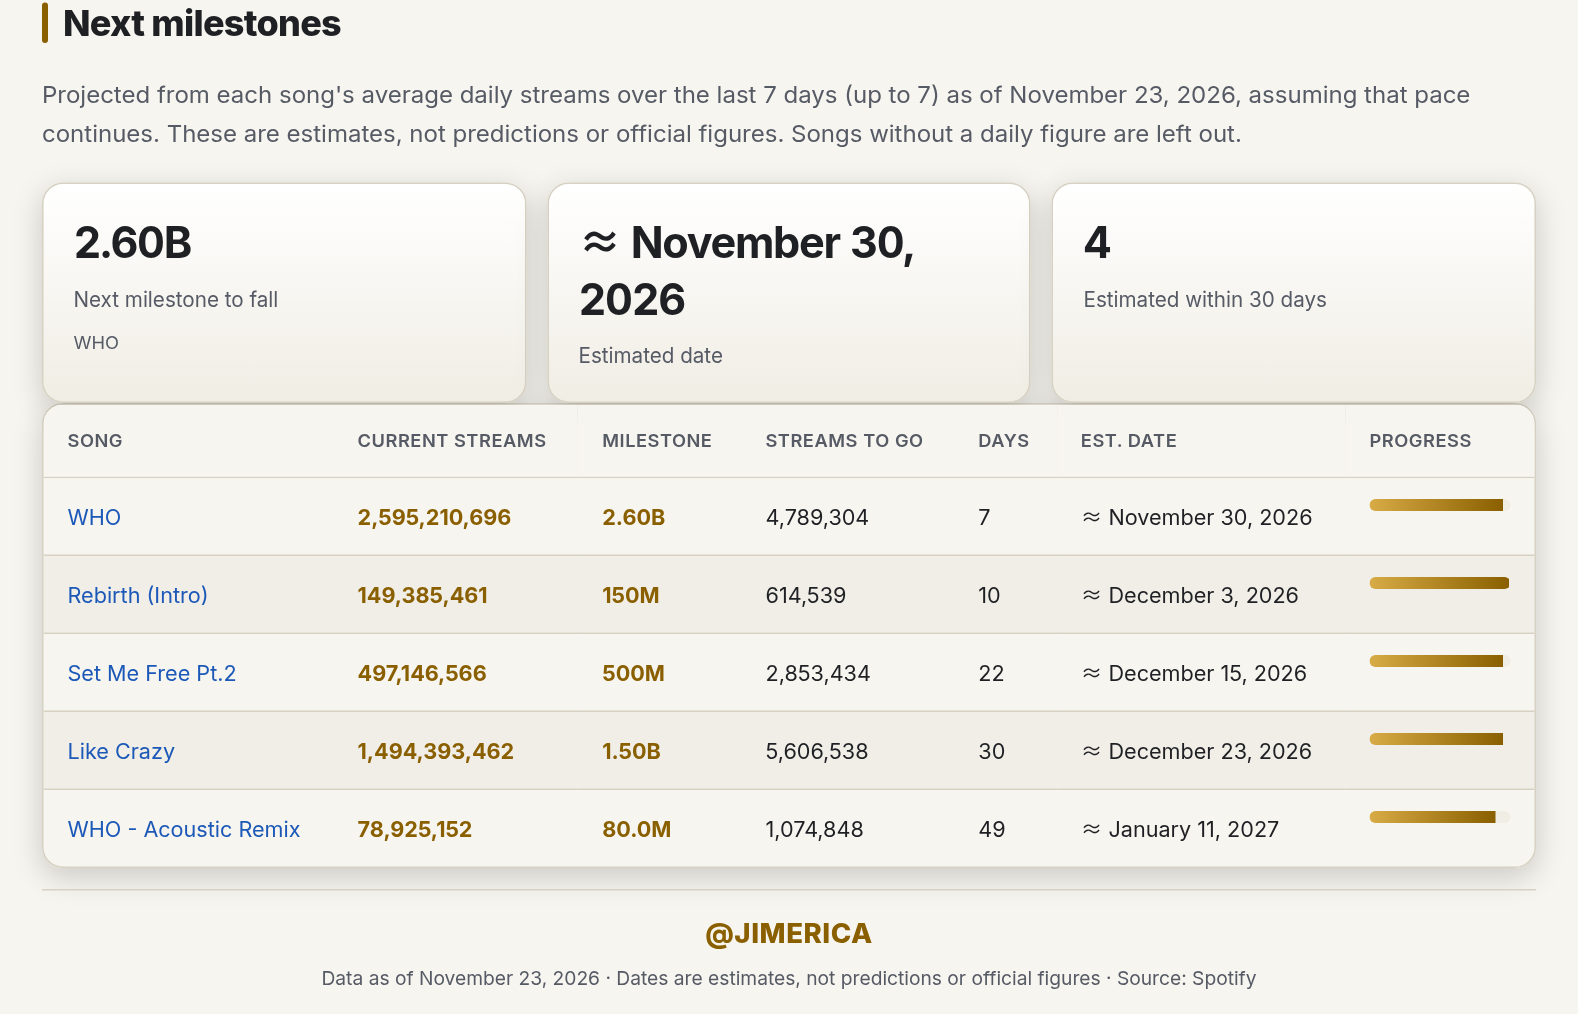 Next milestones
Projected from each song's average daily streams over the last 7 days (up to 7) as of November 23, 2026, assuming that pace
continues. These are estimates, not predictions or official figures. Songs without a daily figure are left out.
2.60B
Next milestone to fall
WHO
≈ November 30,
2026
Estimated date
4
Estimated within 30 days
SONG CURRENT STREAMS MILESTONE STREAMS TO GO DAYS EST. DATE PROGRESS
WHO 2,595,210,696 2.60B 4,789,304 7 ≈ November 30, 2026
Rebirth (Intro) 149,385,461 150M 614,539 10 ≈ December 3, 2026
Set Me Free Pt.2 497,146,566 500M 2,853,434 22 ≈ December 15, 2026
Like Crazy 1,494,393,462 1.50B 5,606,538 30 ≈ December 23, 2026
WHO - Acoustic Remix 78,925,152 80.0M 1,074,848 49 ≈ January 11, 2027
@JIMERICA
Data as of November 23, 2026 · Dates are estimates, not predictions or official figures · Source: Spotify